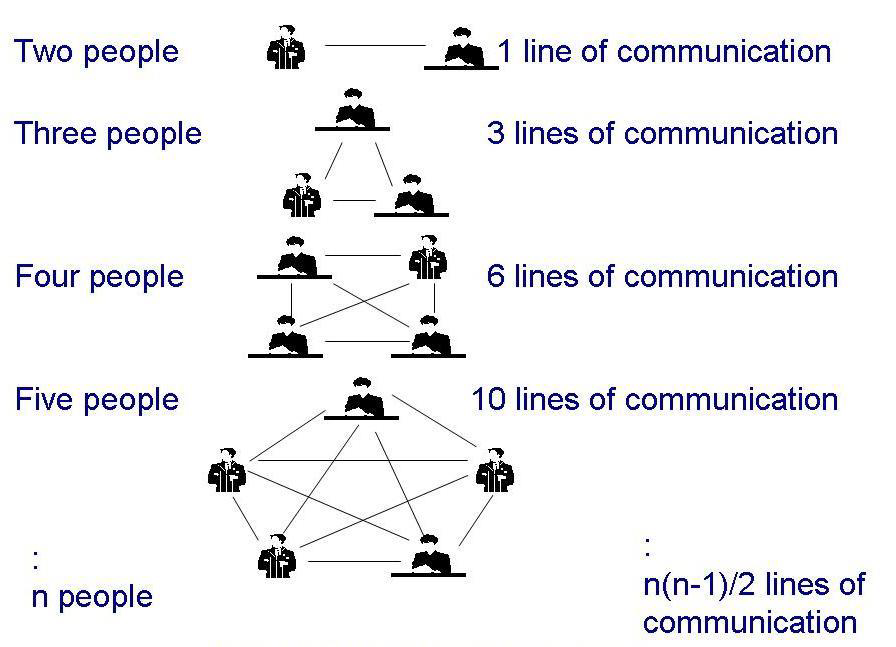 Two people 1 line of communication
Three people 3 lines of communication
Four people 6 lines of communication
Five people 10 lines of communication
: :
n people n(n-1)/2 lines of
communication